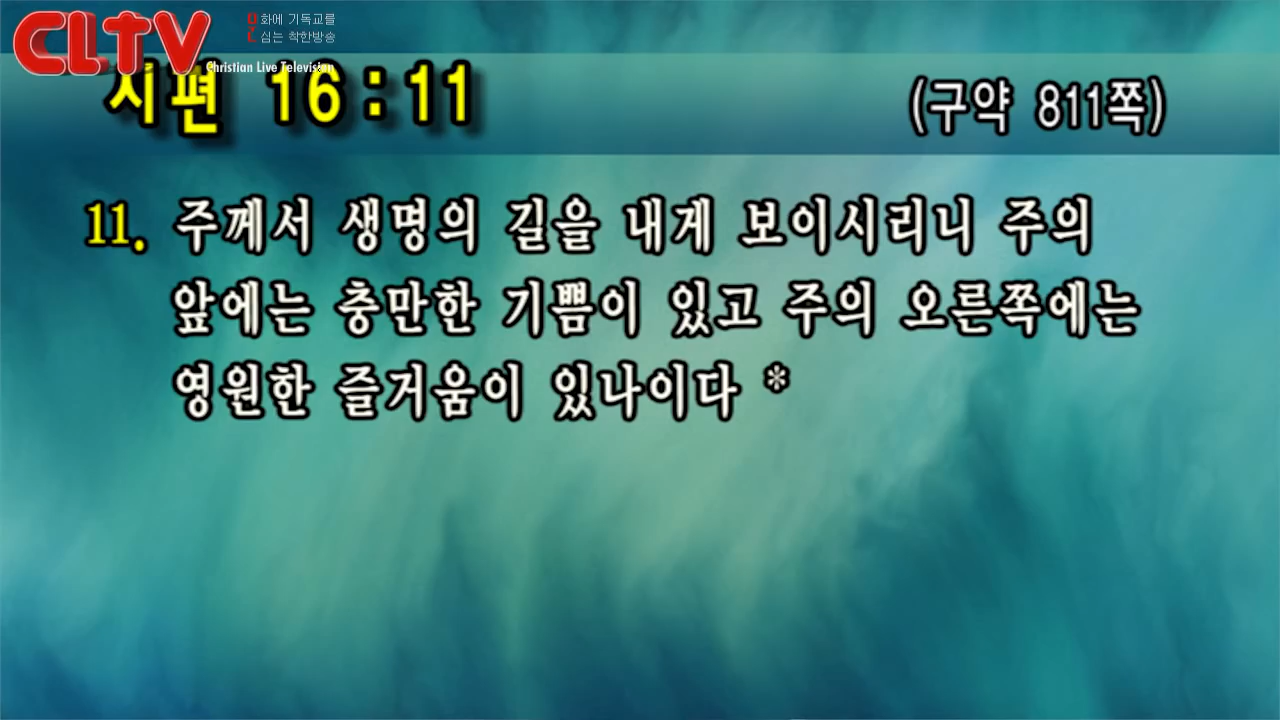 CLTV
문화에 기독교를
심는 착한방송
Christian Live Television
시편 16:11
(구약 811쪽)
11. 주께서 생명의 길을 내게 보이시리니 주의
앞에는 충만한 기쁨이 있고 주의 오른쪽에는
영원한 즐거움이 있나이다 *